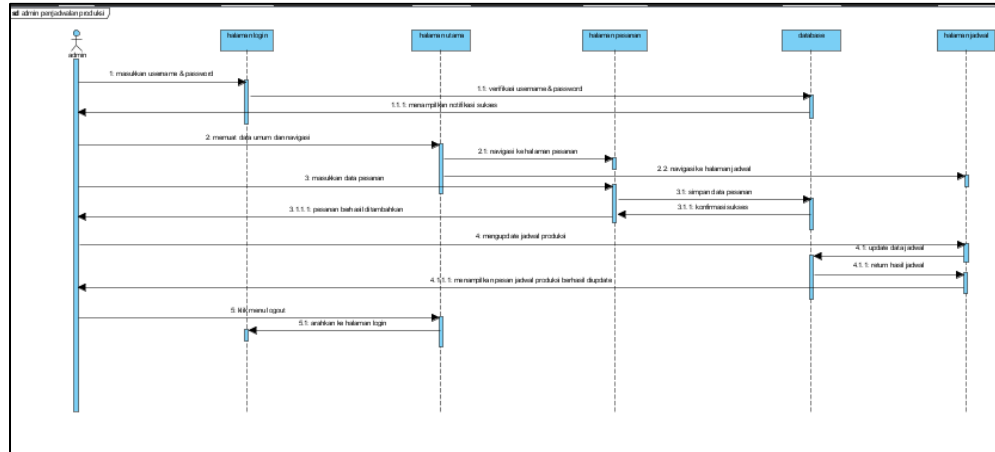 sd admin penjadwalan produksi
halaman login
halaman utama
halaman pesanan
database
halaman jadwal
admin
1: masukkan username & password
1.1: verifikasi username & password
1.1.1: menampilkan notifikasi sukses
2: memuat data umum dan navigasi
2.1: navigasi ke halaman pesanan
2.2: navigasi ke halaman jadwal
3: masukkan data pesanan
3.1: simpan data pesanan
3.1.1: konfirmasi sukses
3.1.1.1: pesanan berhasil ditambahkan
4: mengupdate jadwal produksi
4.1: update data jadwal
4.1.1: return hasil jadwal
4.1.1.1: menampilkan pesan jadwal produksi berhasil diupdate
5: klik menu logout
5.1: arahkan ke halaman login